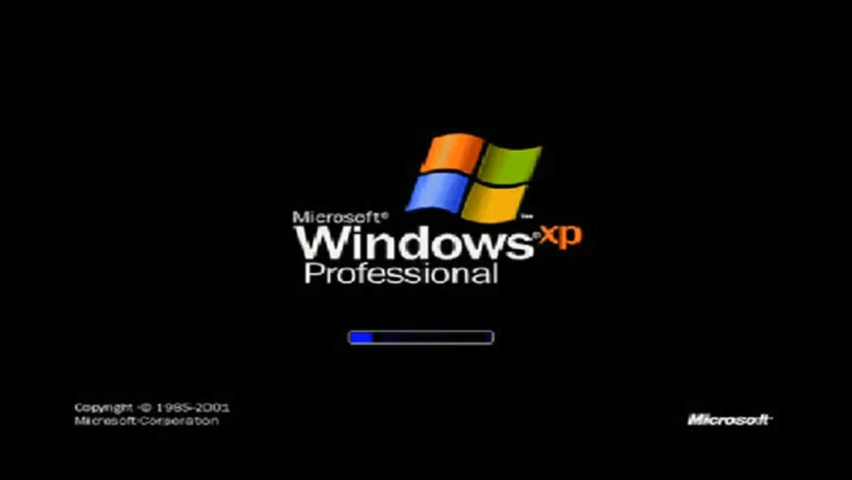 Microsoft®
Windows® xp
Professional
Copyright © 1985-2001
Microsoft Corporation
Microsoft